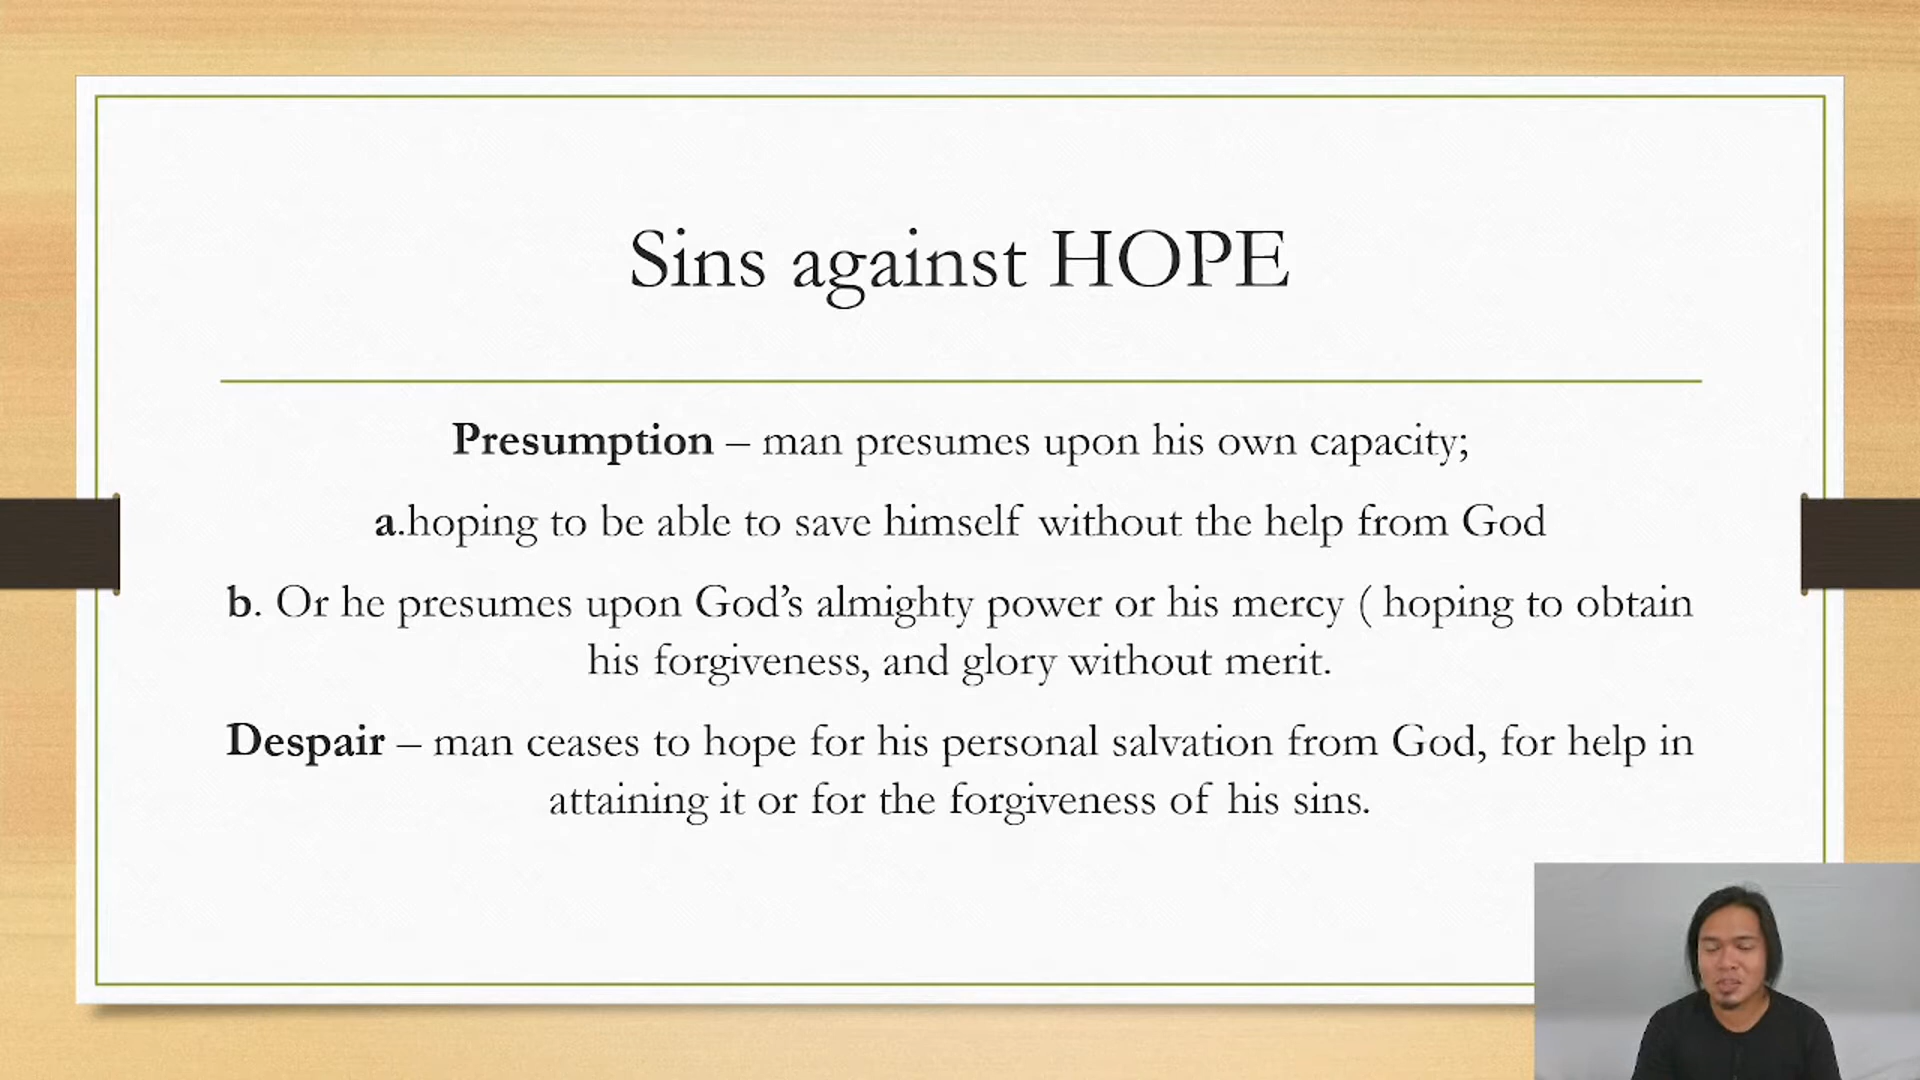 Sins against HOPE
Presumption – man presumes upon his own capacity;
a.hoping to be able to save himself without the help from God
b. Or he presumes upon God’s almighty power or his mercy ( hoping to obtain
his forgiveness, and glory without merit.
Despair – man ceases to hope for his personal salvation from God, for help in
attaining it or for the forgiveness of his sins.